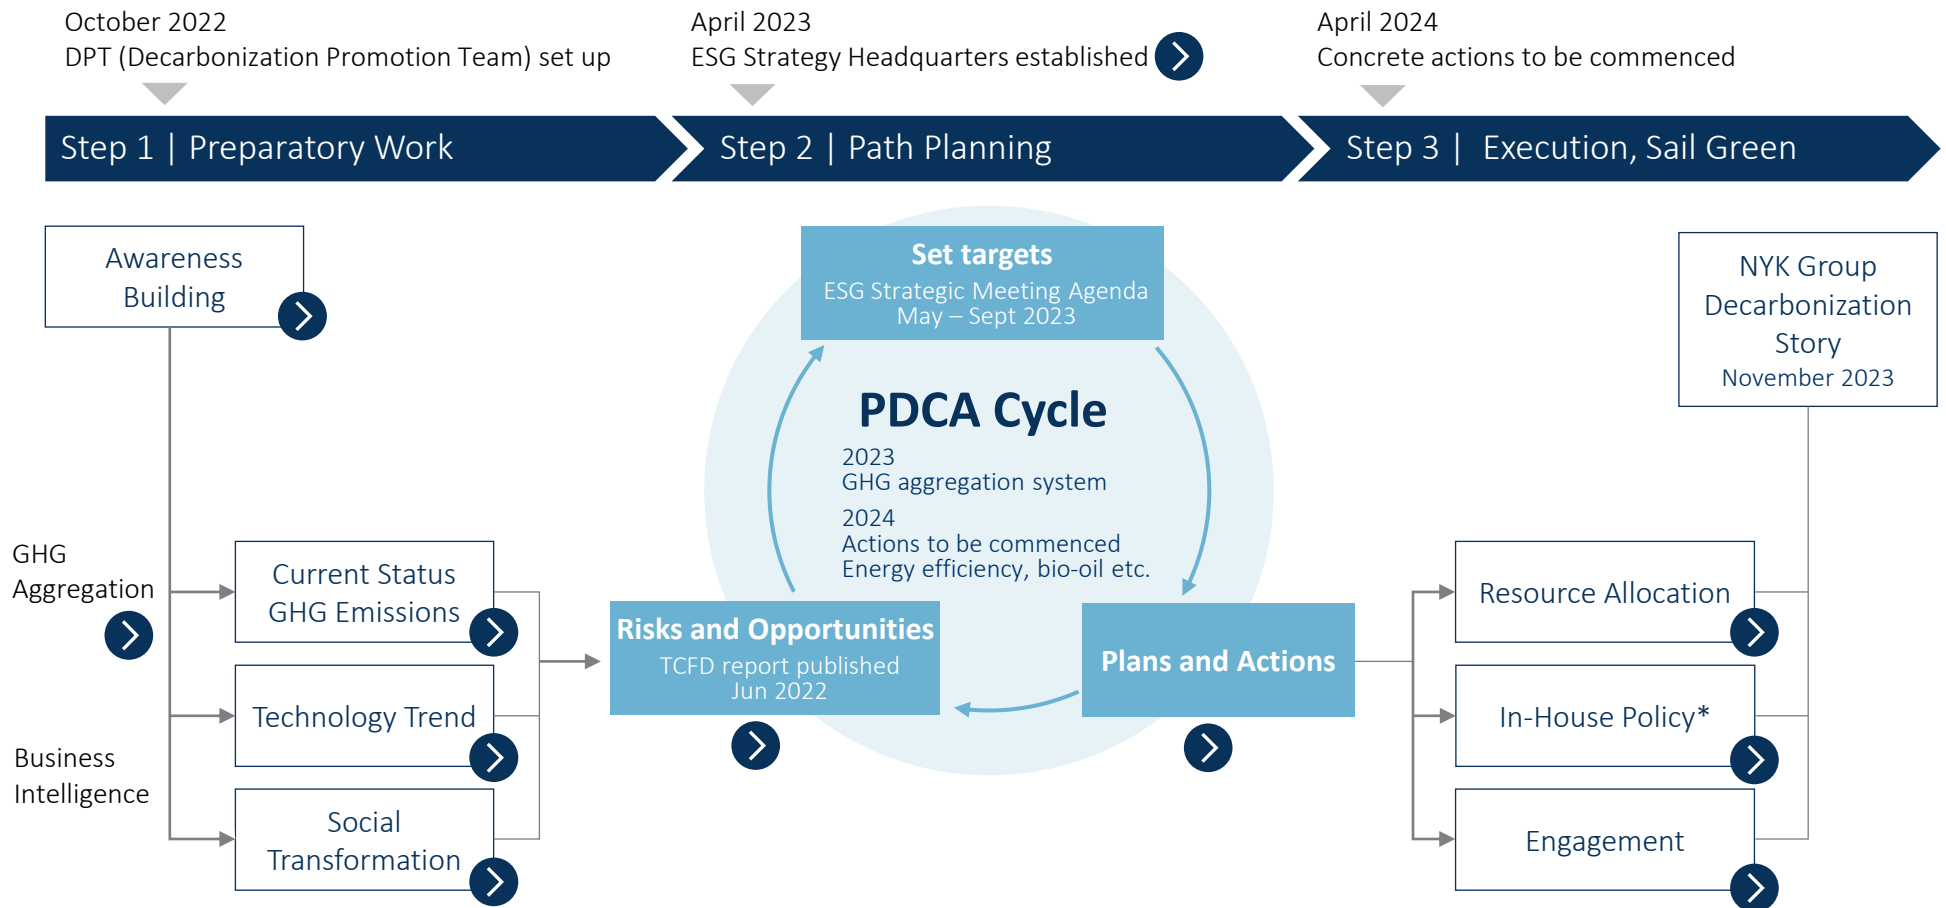 October 2022
DPT (Decarbonization Promotion Team) set up
April 2023
ESG Strategy Headquarters established
April 2024
Concrete actions to be commenced
Step 1 | Preparatory Work
Step 2 | Path Planning
Step 3 | Execution, Sail Green
Awareness
Building
GHG
Aggregation
Business
Intelligence
Current Status
GHG Emissions
Technology Trend
Social
Transformation
Set targets
ESG Strategic Meeting Agenda
May – Sept 2023
PDCA Cycle
2023
GHG aggregation system
2024
Actions to be commenced
Energy efficiency, bio-oil etc.
Risks and Opportunities
TCFD report published
Jun 2022
Plans and Actions
NYK Group
Decarbonization
Story
November 2023
Resource Allocation
In-House Policy*
Engagement